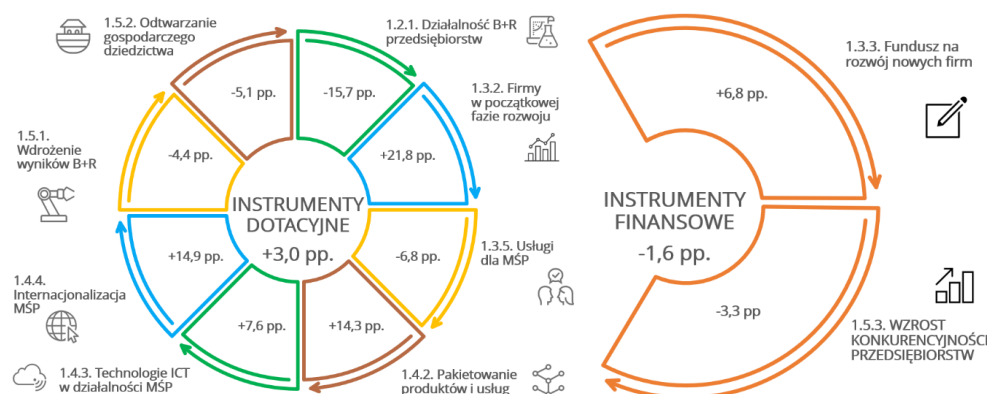 1.5.2. Odtwarzanie
gospodarczego
dziedzictwa
1.2.1. Działalność B+R
przedsiębiorstw
1.3.2. Firmy
w początkowej
fazie rozwoju
1.3.5. Usługi
dla MŚP
1.4.2. Pakietowanie
produktów i usług
1.4.3. Technologie ICT
w działalności MŚP
1.4.4.
Internacjonalizacja
MŚP
1.5.1.
Wdrożenie
wyników B+R
-5,1 pp.
-15,7 pp.
+21,8 pp.
-6,8 pp.
+14,3 pp.
+7,6 pp.
+14,9 pp.
-4,4 pp.
INSTRUMENTY
DOTACYJNE
+3,0 pp.
1.3.3. Fundusz na
rozwój nowych firm
+6,8 pp.
INSTRUMENTY
FINANSOWE
-1,6 pp.
-3,3 pp
1.5.3. WZROST
KONKURENCYJNOŚCI
PRZEDSIĘBIORSTW